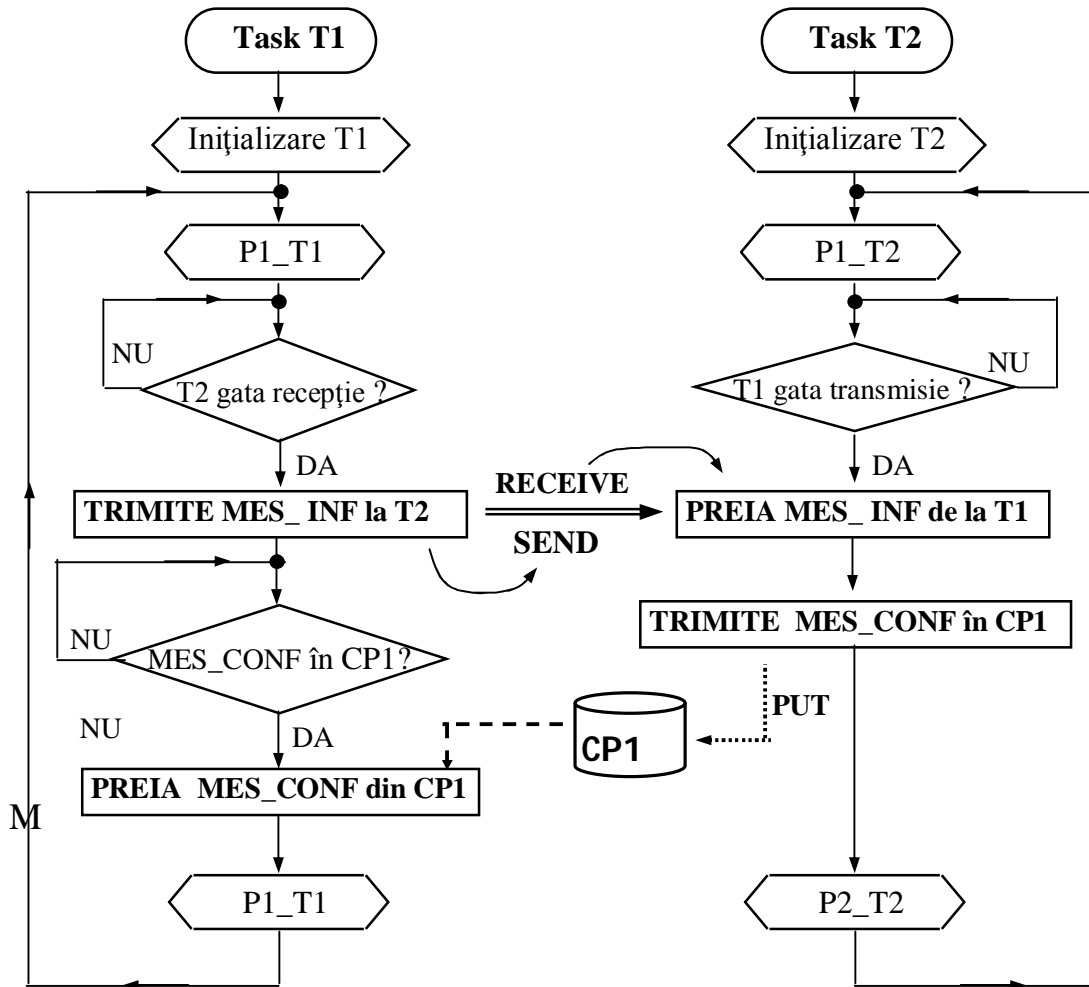 Task T1
Task T2
Iniţializare T1
Iniţializare T2
P1_T1
P1_T2
NU
NU
T2 gata recepţie ?
T1 gata transmisie ?
DA
DA
RECEIVE
TRIMITE MES_ INF la T2
PREIA MES_ INF de la T1
SEND
TRIMITE MES_CONF în CP1
NU
MES_CONF în CP1?
PUT
NU
DA
CP1
PREIA MES_CONF din CP1
M
P1_T1
P2_T2